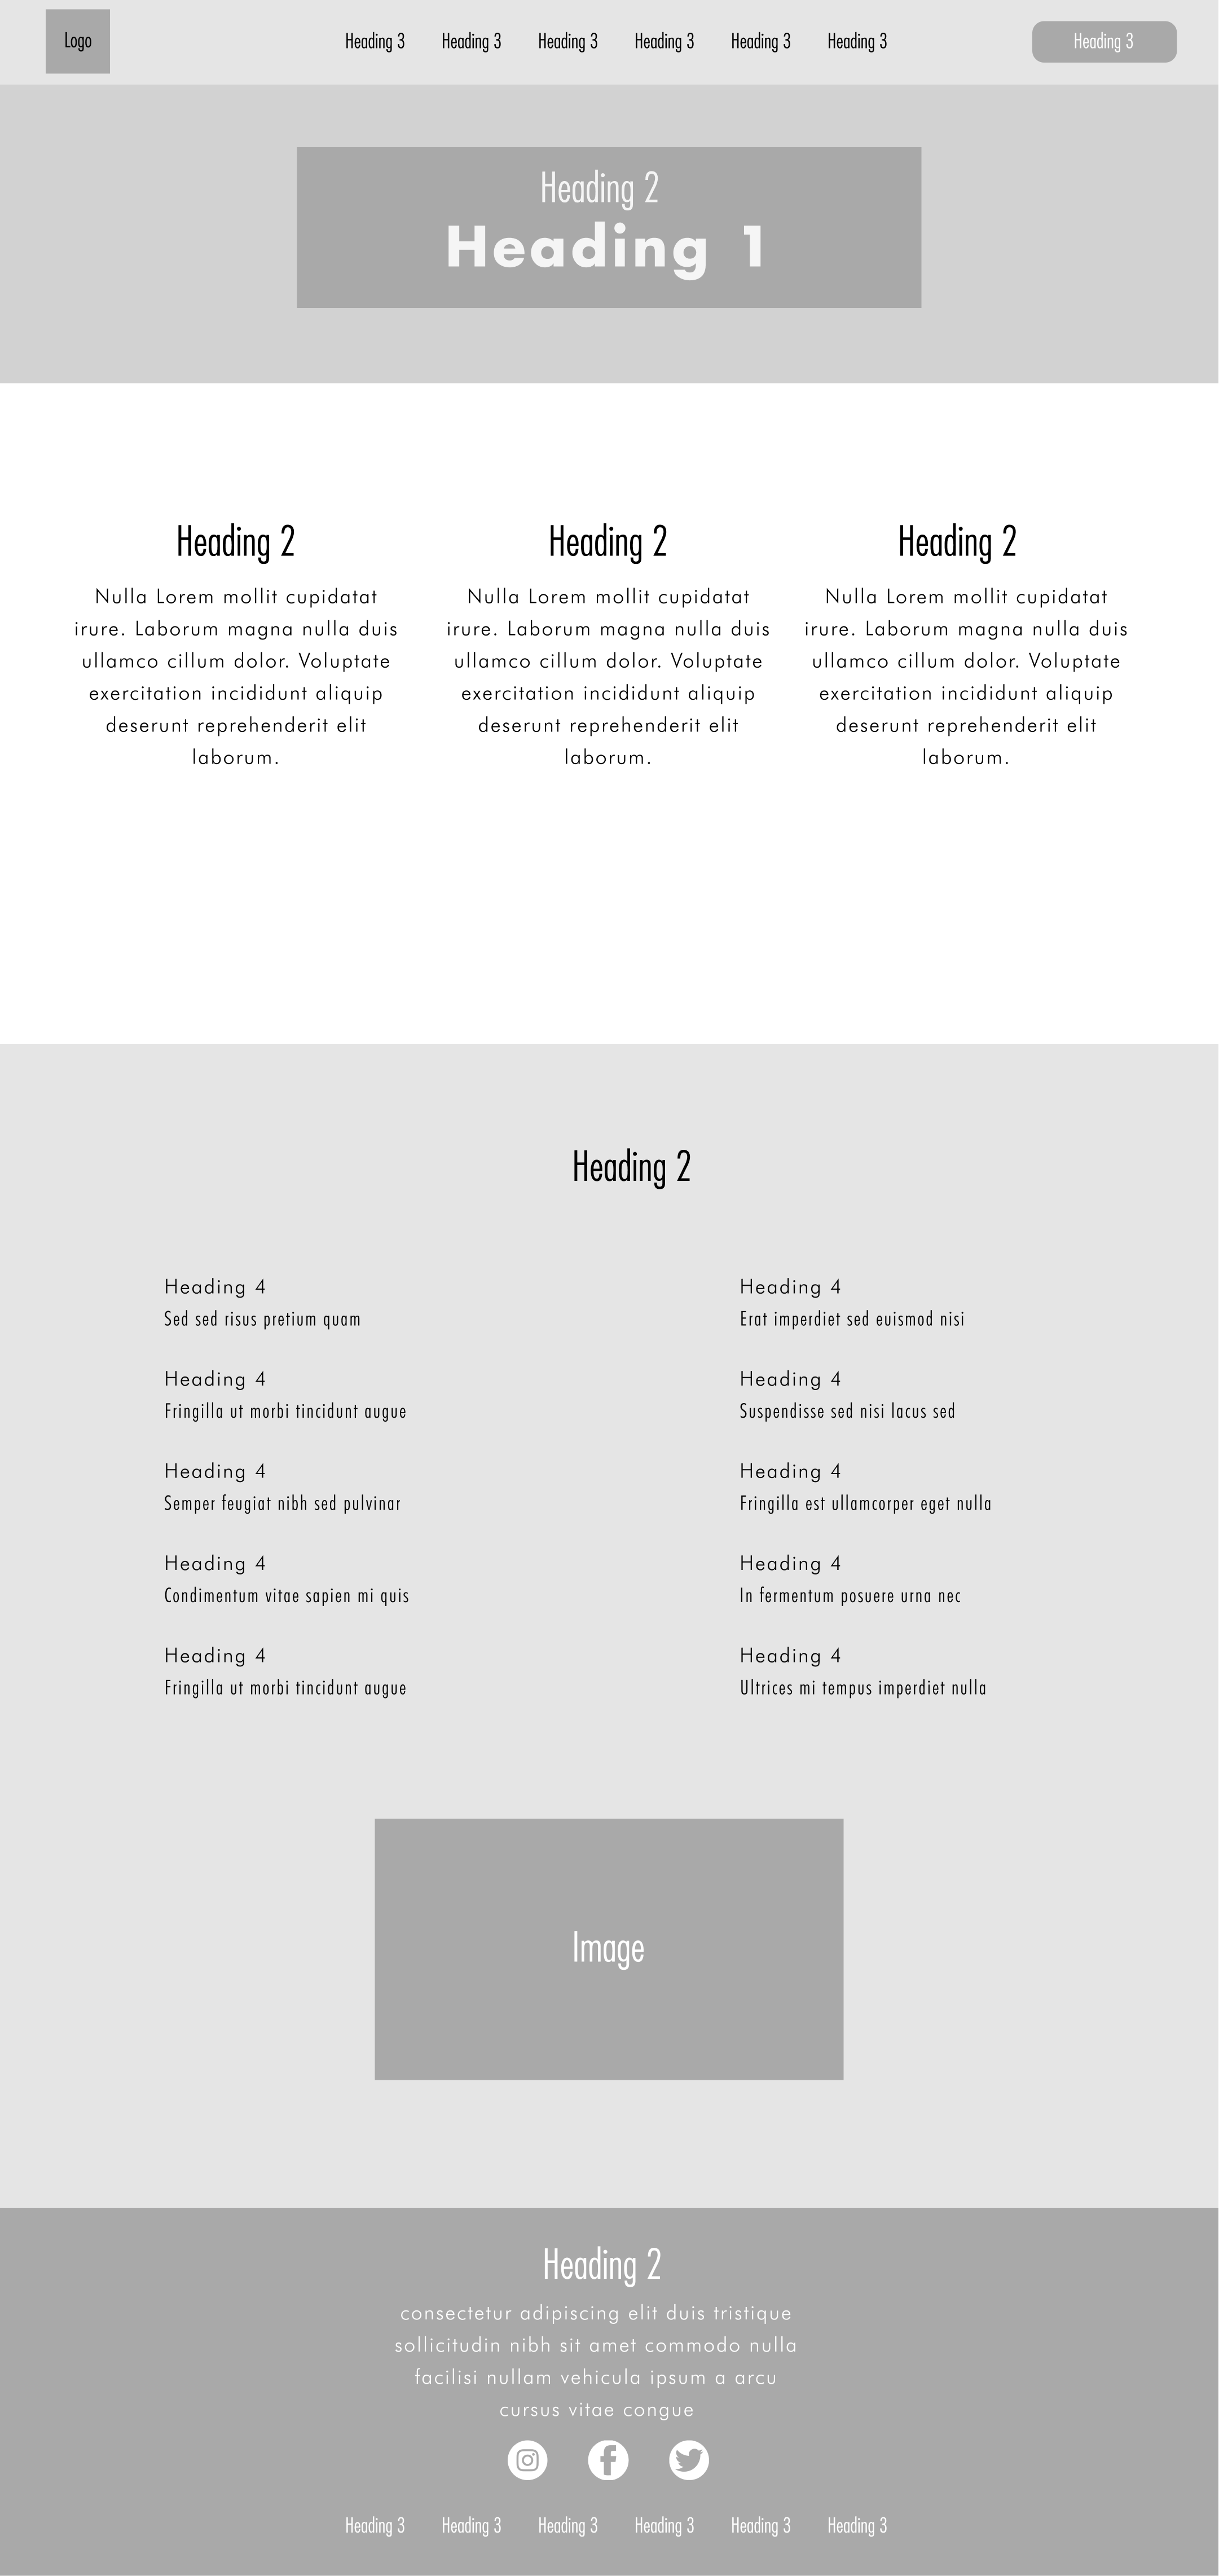 Logo
Heading 3
Heading 3
Heading 3
Heading 3
Heading 3
Heading 3
Heading 3
Heading 2
Heading 1
Heading 2
Nulla Lorem mollit cupidatat
irure. Laborum magna nulla duis
ullamco cillum dolor. Voluptate
exercitation incididunt aliquip
deserunt reprehenderit elit
laborum.
Heading 2
Nulla Lorem mollit cupidatat
irure. Laborum magna nulla duis
ullamco cillum dolor. Voluptate
exercitation incididunt aliquip
deserunt reprehenderit elit
laborum.
Heading 2
Nulla Lorem mollit cupidatat
irure. Laborum magna nulla duis
ullamco cillum dolor. Voluptate
exercitation incididunt aliquip
deserunt reprehenderit elit
laborum.
Heading 2
Heading 4
Sed sed risus pretium quam
Heading 4
Fringilla ut morbi tincidunt augue
Heading 4
Semper feugiat nibh sed pulvinar
Heading 4
Condimentum vitae sapien mi quis
Heading 4
Fringilla ut morbi tincidunt augue
Heading 4
Erat imperdiet sed euismod nisi
Heading 4
Suspendisse sed nisi lacus sed
Heading 4
Fringilla est ullamcorper eget nulla
Heading 4
In fermentum posuere urna nec
Heading 4
Ultrices mi tempus imperdiet nulla
Image
Heading 2
consectetur adipiscing elit duis tristique
sollicitudin nibh sit amet commodo nulla
facilisi nullam vehicula ipsum a arcu
cursus vitae congue
Heading 3
Heading 3
Heading 3
Heading 3
Heading 3
Heading 3